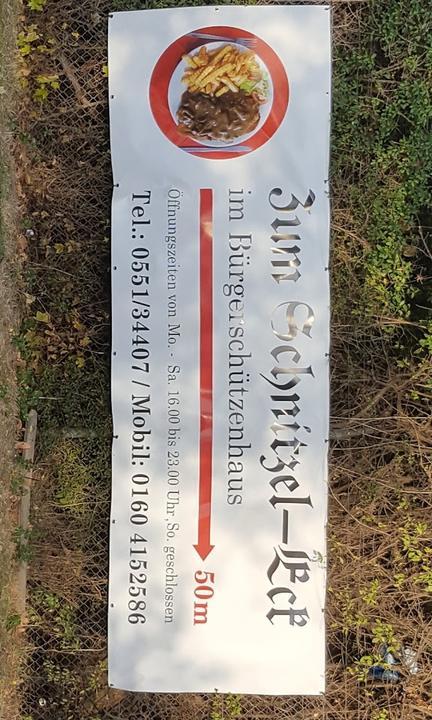 Zum Schnitzel-Eck
im Bürgerschützenhaus
50m
Öffnungszeiten von Mo. - Sa. 16.00 bis 23.00 Uhr ,So. geschlossen
Tel.: 0551/34407 / Mobil: 0160 4152586